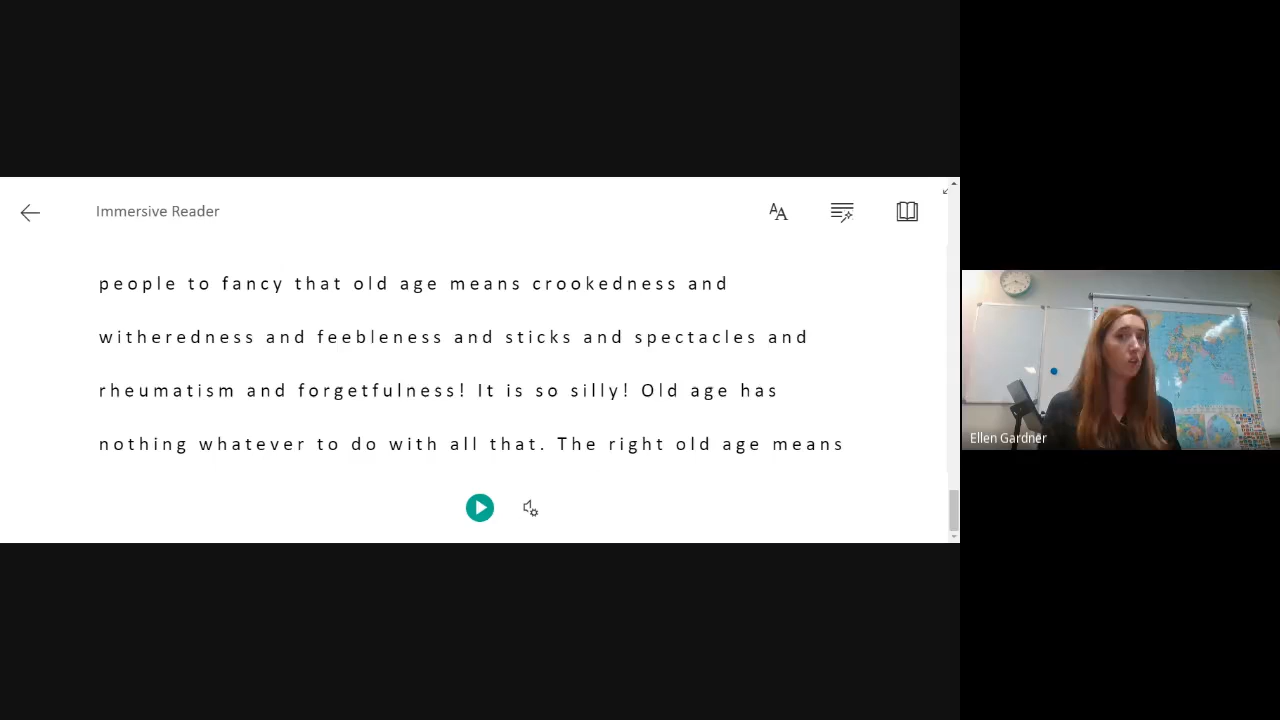 Immersive Reader
people to fancy that old age means crookedness and
witheredness and feebleness and sticks and spectacles and
rheumatism and forgetfulness! It is so silly! Old age has
nothing whatever to do with all that. The right old age means
Ellen Gardner